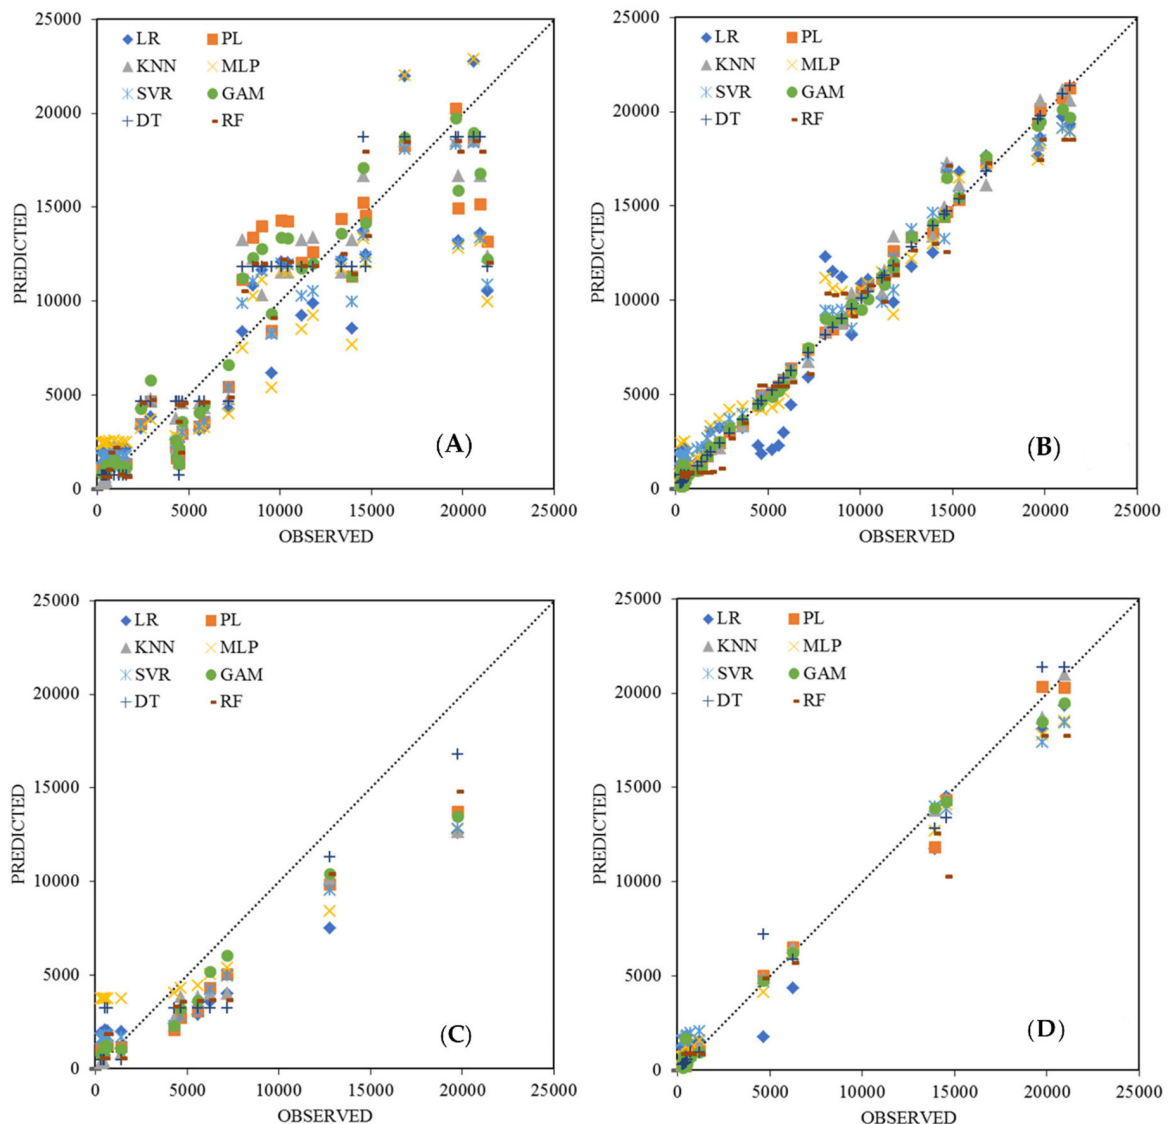 25000
20000
15000
10000
5000
0
PREDICTED
LR PL
KNN MLP
SVR GAM
DT RF
(A)
0 5000 10000 15000 20000 25000
OBSERVED
25000
20000
15000
10000
5000
0
PREDICTED
LR PL
KNN MLP
SVR GAM
DT RF
(B)
0 5000 10000 15000 20000 25000
OBSERVED
25000
20000
15000
10000
5000
0
PREDICTED
LR PL
KNN MLP
SVR GAM
DT RF
(C)
0 5000 10000 15000 20000 25000
OBSERVED
25000
20000
15000
10000
5000
0
PREDICTED
LR PL
KNN MLP
SVR GAM
DT RF
(D)
0 5000 10000 15000 20000 25000
OBSERVED